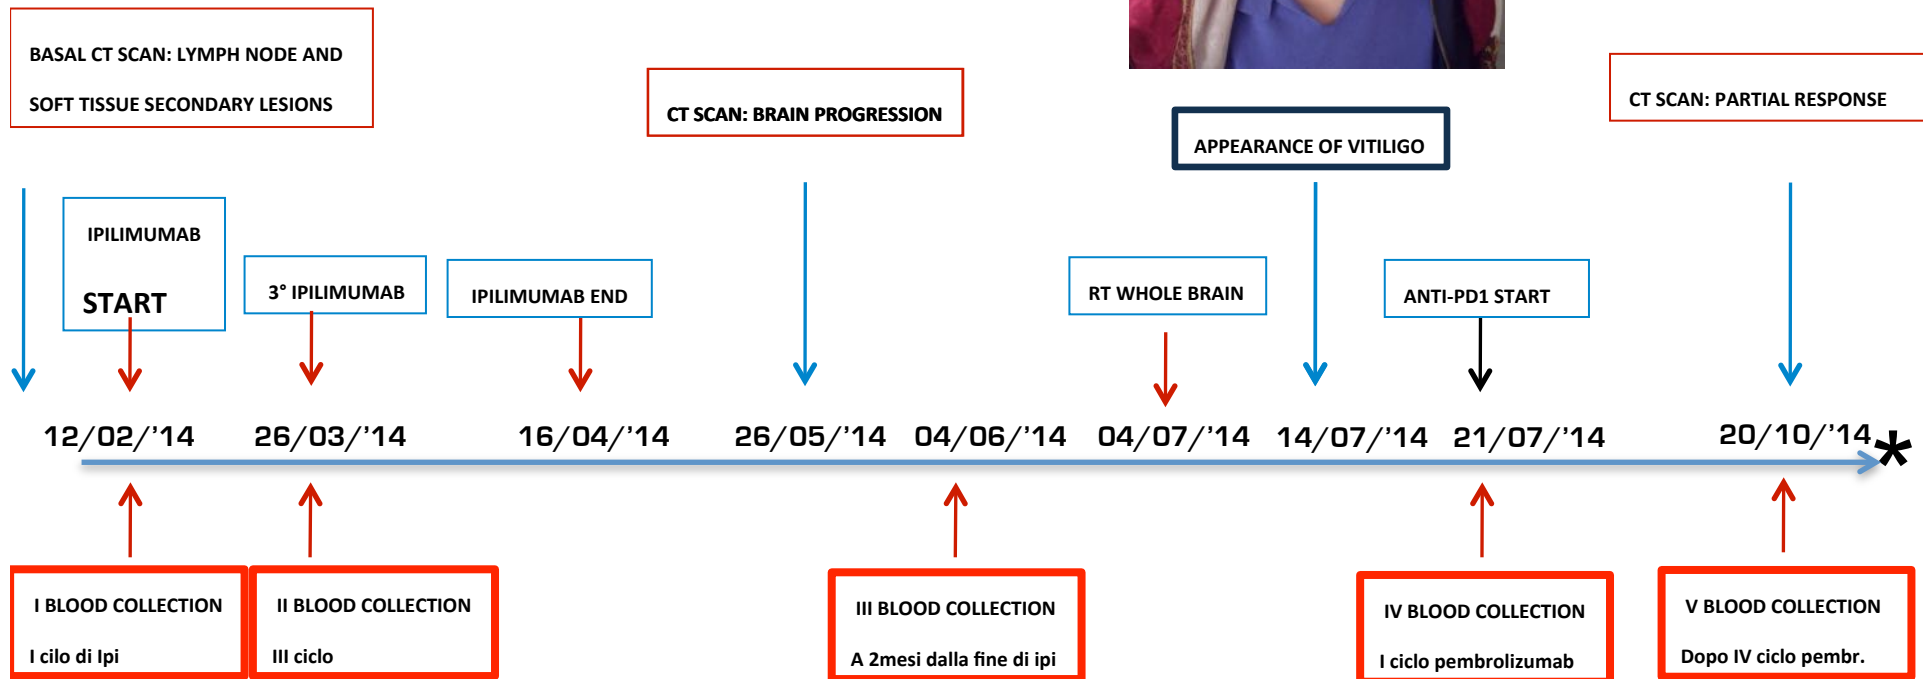 BASAL CT SCAN: LYMPH NODE AND
SOFT TISSUE SECONDARY LESIONS
CT SCAN: BRAIN PROGRESSION
APPEARANCE OF VITILIGO
CT SCAN: PARTIAL RESPONSE
IPILIMUMAB
START
3° IPILIMUMAB
IPILIMUMAB END
RT WHOLE BRAIN
ANTI-PD1 START
12/02/'14
26/03/'14
16/04/'14
26/05/'14
04/06/'14
04/07/'14
14/07/'14
21/07/'14
20/10/'14
*
I BLOOD COLLECTION
I cilo di Ipi
II BLOOD COLLECTION
III ciclo
III BLOOD COLLECTION
A 2mesi dalla fine di ipi
IV BLOOD COLLECTION
I ciclo pembrolizumab
V BLOOD COLLECTION
Dopo IV ciclo pembr.